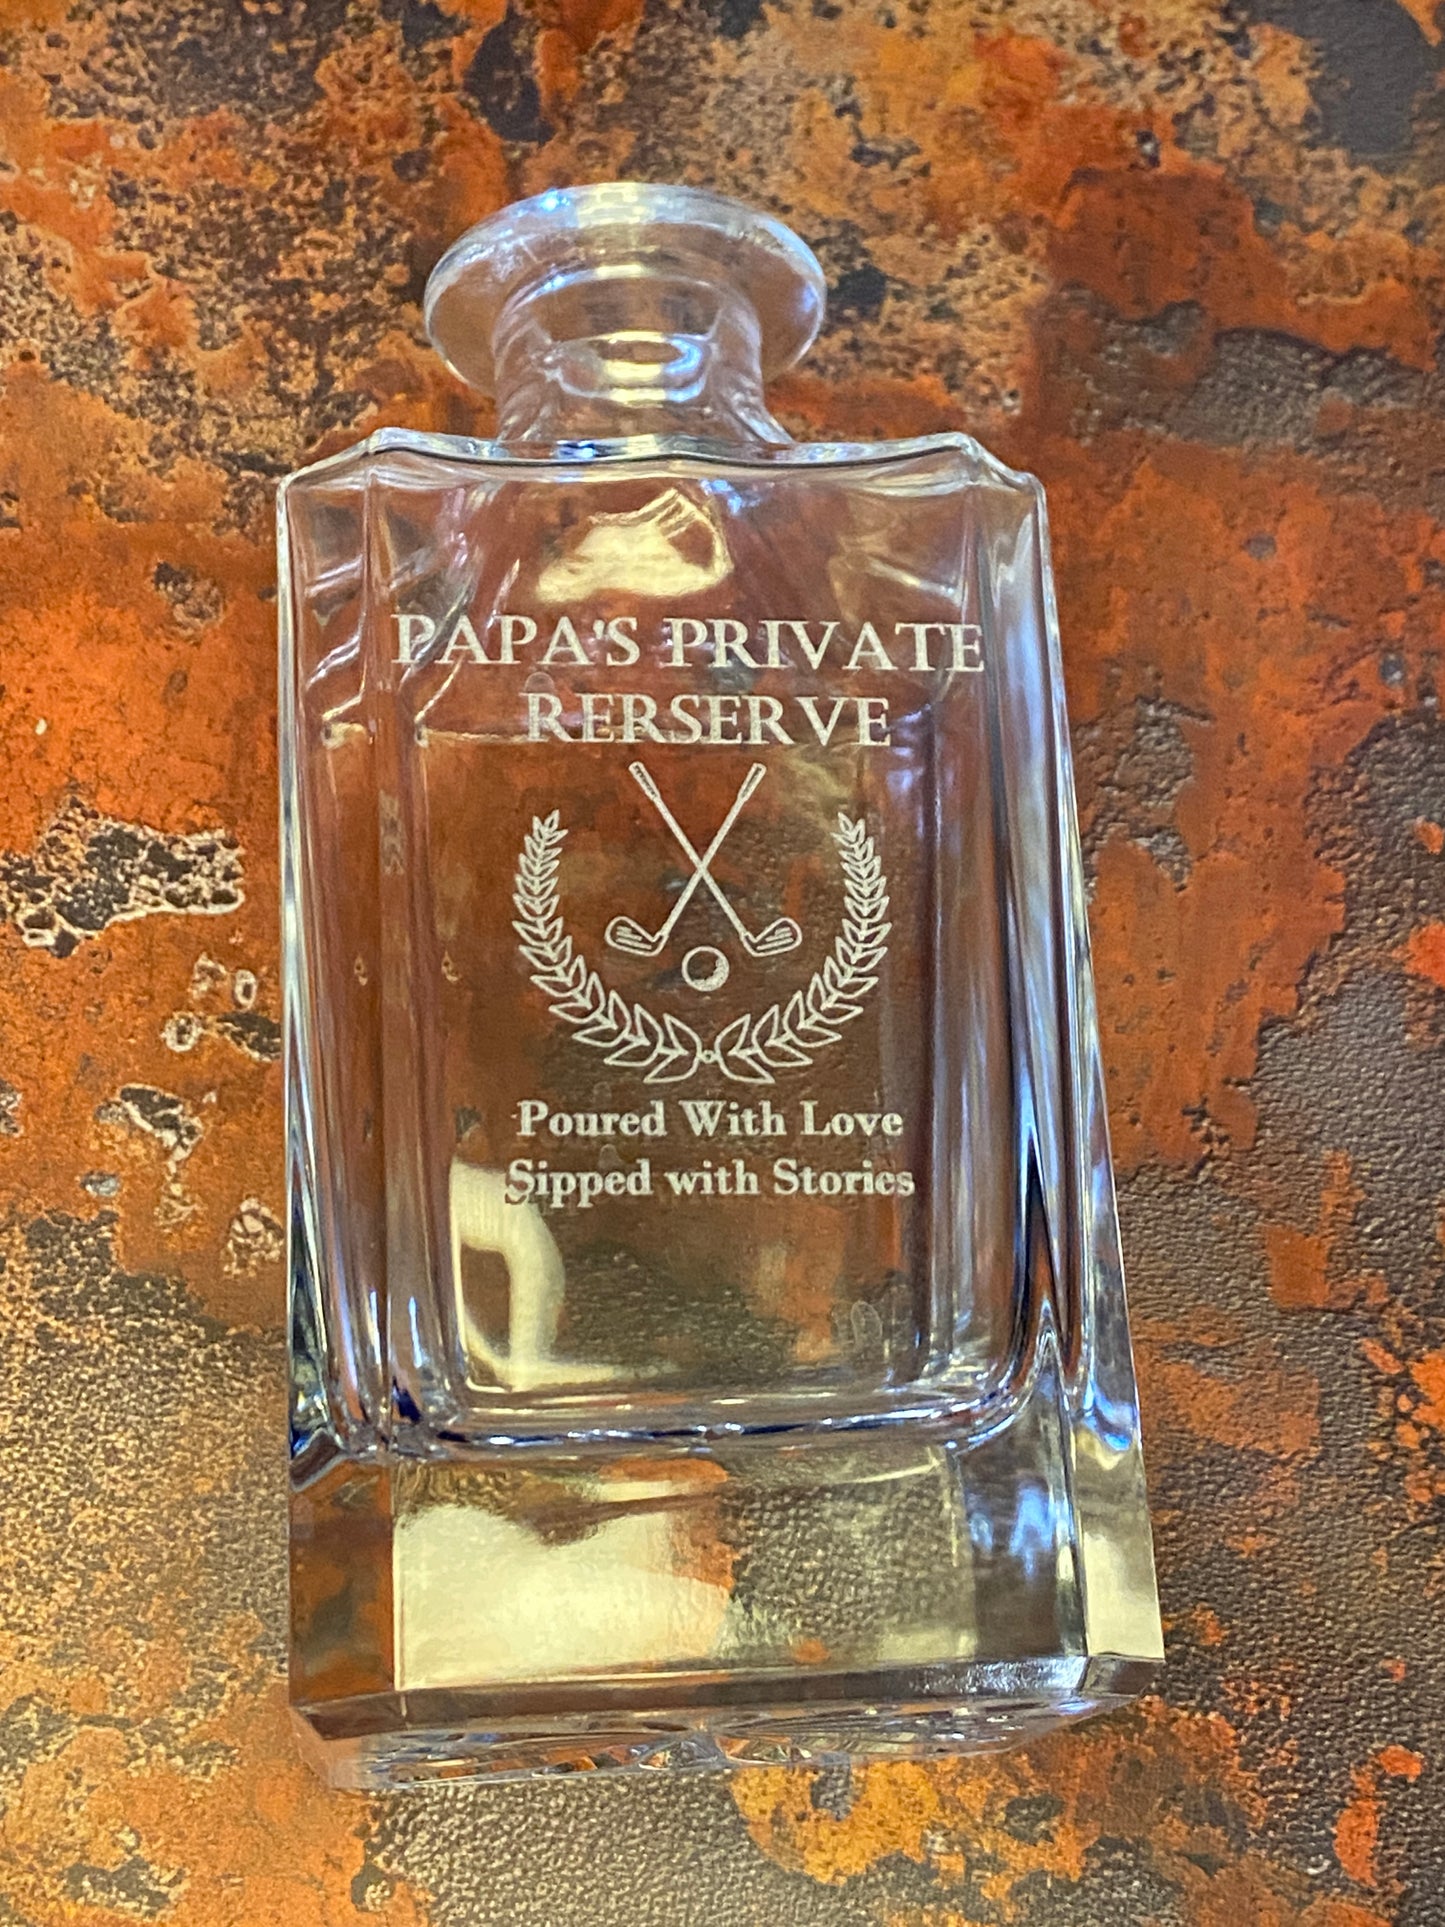 PAPA'S PRIVATE
RERSERVE
Poured With Love
Sipped with Stories